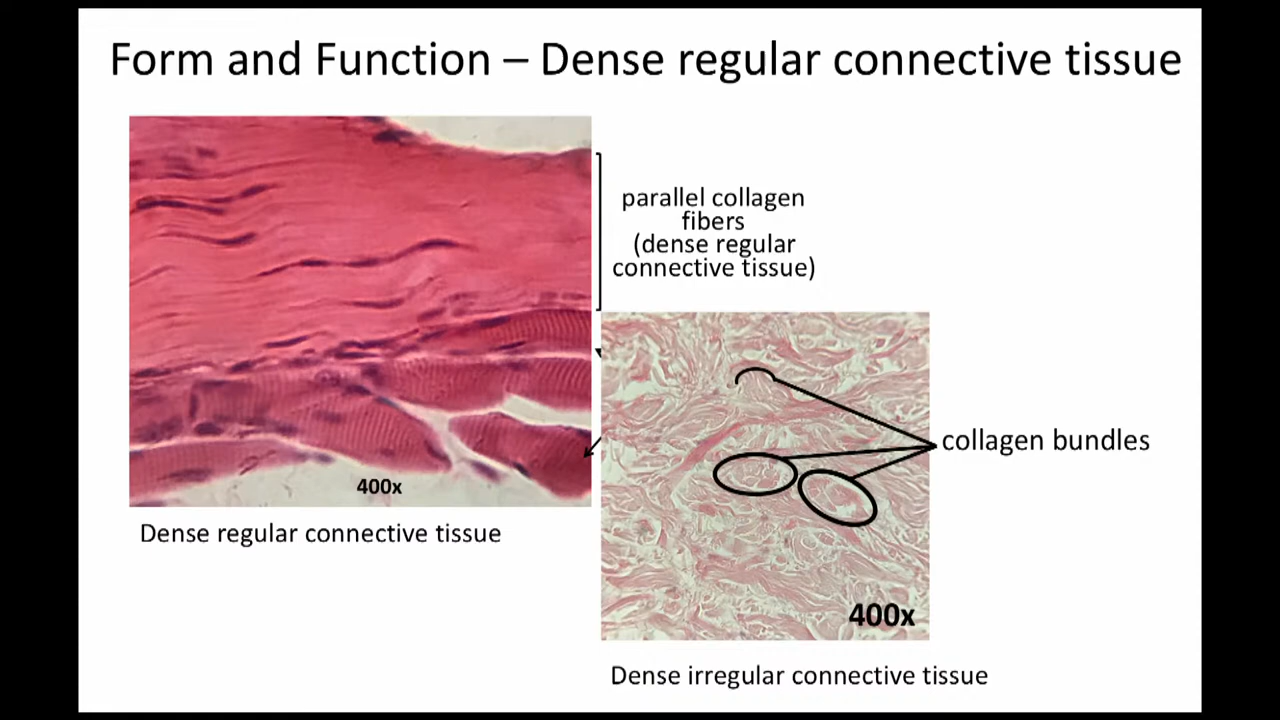 Form and Function – Dense regular connective tissue
parallel collagen
fibers
(dense regular
connective tissue)
collagen bundles
400x
Dense regular connective tissue
400x
Dense irregular connective tissue